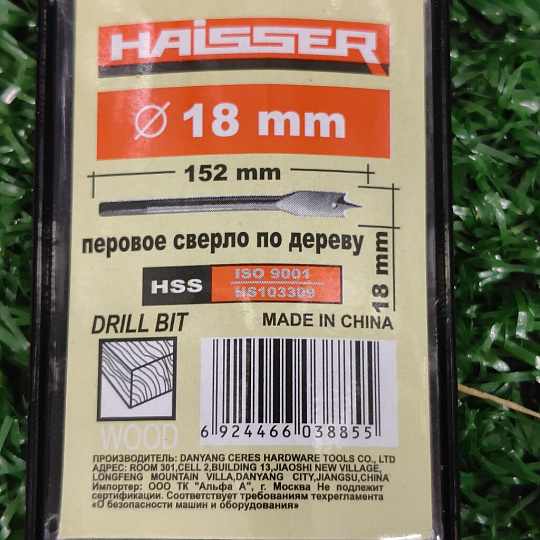 HAISSER
Ø 18 mm
152 mm
перовое сверло по дереву
18 mm
HSS
ISO 9001
HS103309
DRILL BIT
MADE IN CHINA
WOOD
6 924466 038855
ПРОИЗВОДИТЕЛЬ: DANYANG CERES HARDWARE TOOLS CO., LTD
АДРЕС: ROOM 301,CELL 2,BUILDING 13,JIAOSHI NEW VILLAGE,
LONGFENG MOUNTAIN VILLA,DANYANG CITY,JIANGSU,CHINA
Импортер: ООО ТК "Альфа А", г. Москва Не подлежит
сертификации. Соответствует требованиям техрегламента
«О безопасности машин и оборудования»